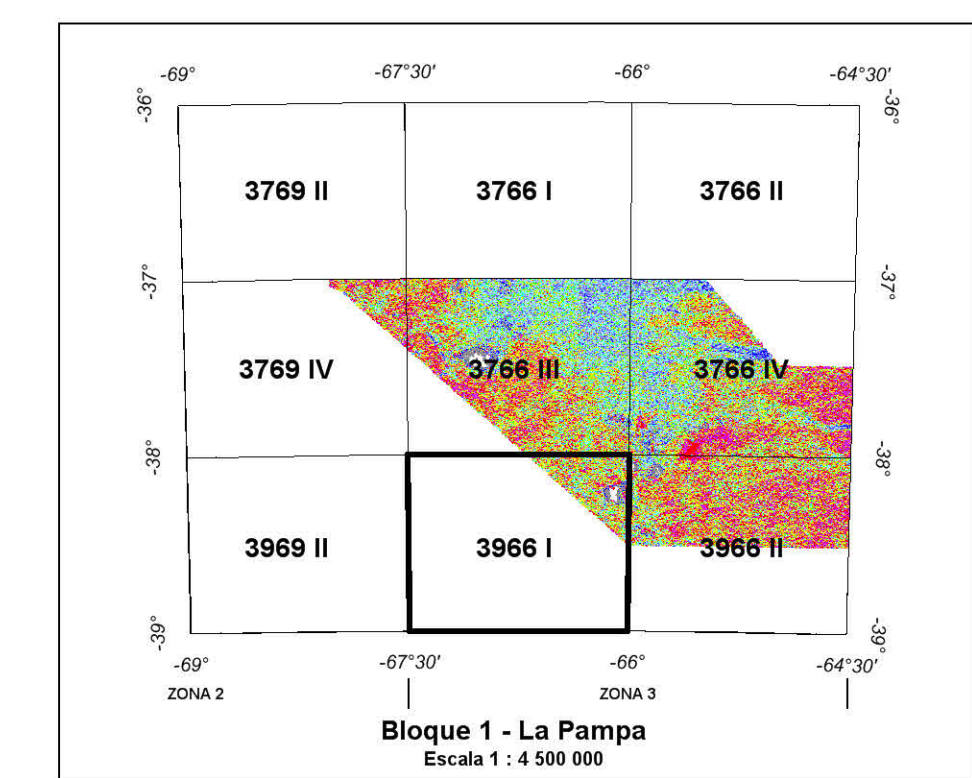 -69° -67°30' -66° -64°30'
-36° -36°
3769 II 3766 I 3766 II
-37° -37°
3769 IV 3766 III 3766 IV
-38° -38°
3969 II 3966 I 3966 II
-39° -39°
-69° -67°30' -66° -64°30'
ZONA 2 ZONA 3
Bloque 1 - La Pampa
Escala 1 : 4 500 000